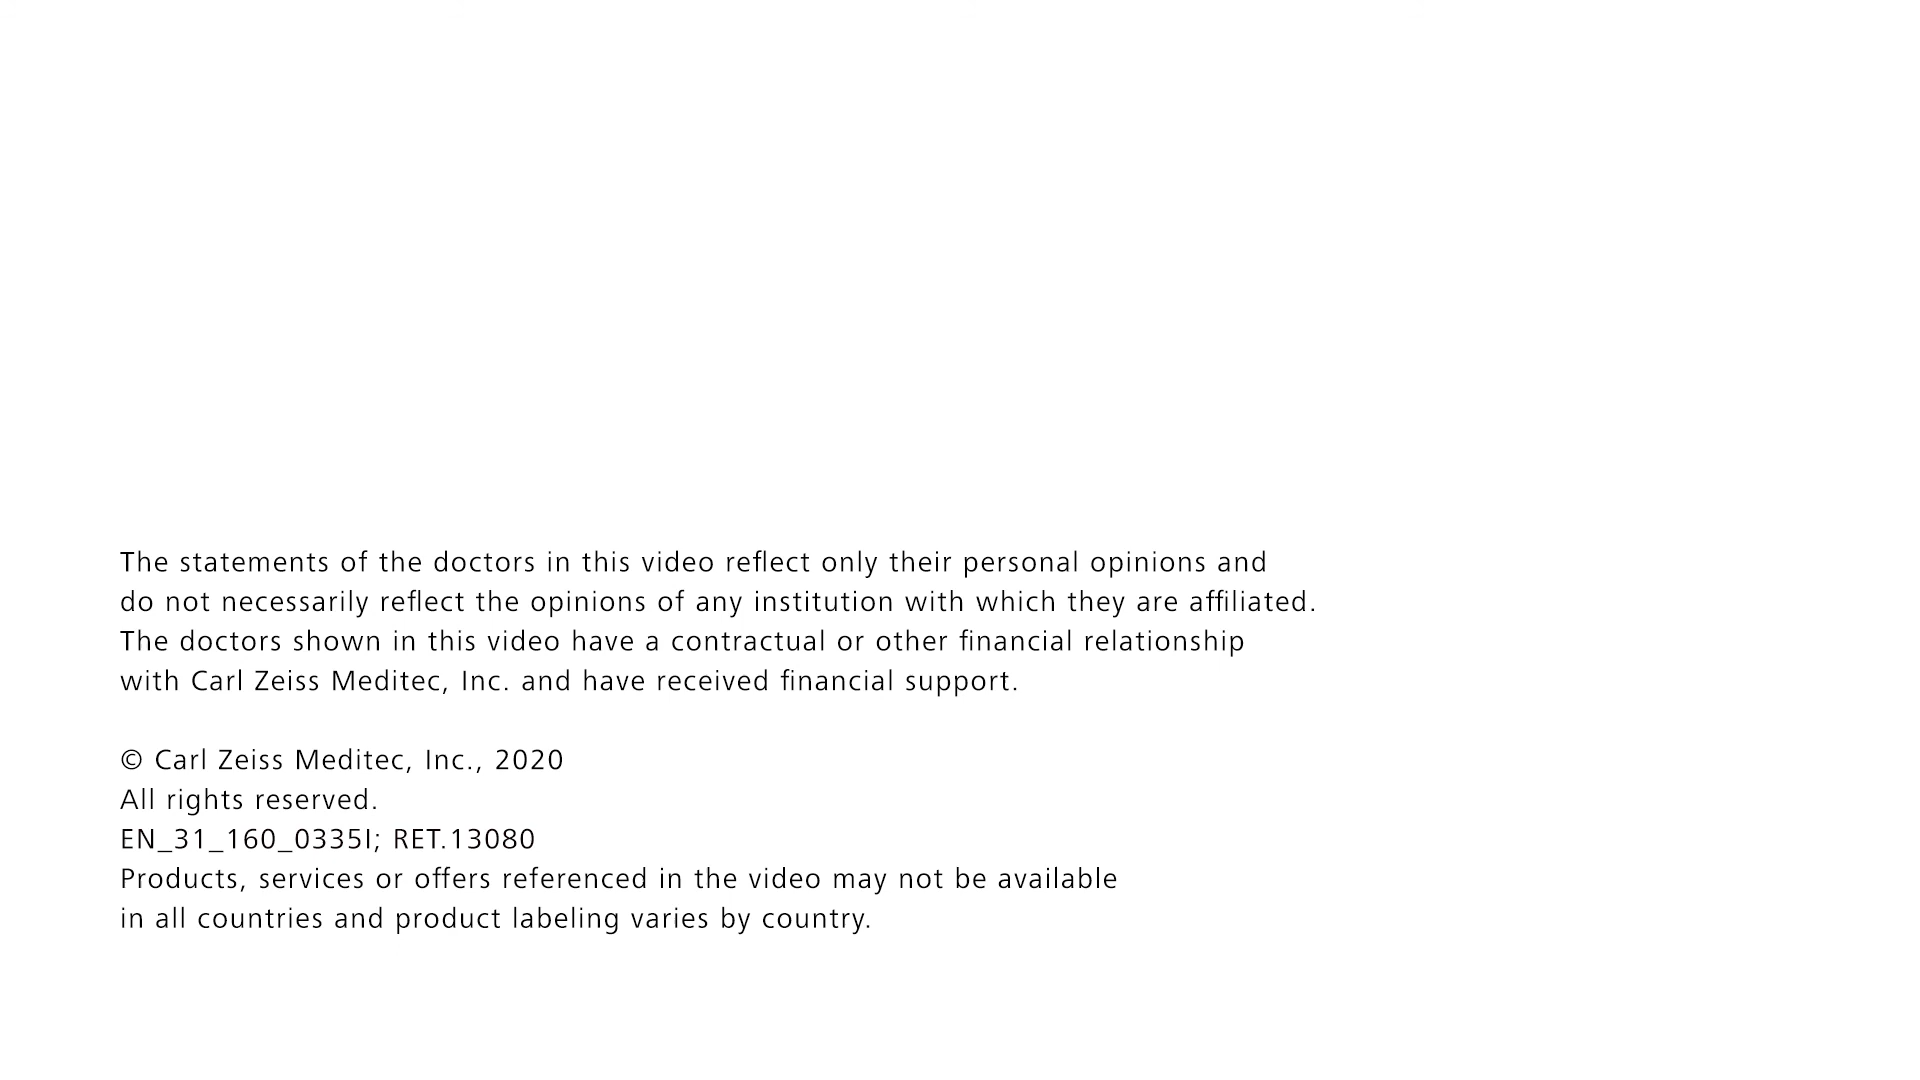 The statements of the doctors in this video reflect only their personal opinions and
do not necessarily reflect the opinions of any institution with which they are affiliated.
The doctors shown in this video have a contractual or other financial relationship
with Carl Zeiss Meditec, Inc. and have received financial support.
© Carl Zeiss Meditec, Inc., 2020
All rights reserved.
EN_31_160_0335I; RET.13080
Products, services or offers referenced in the video may not be available
in all countries and product labeling varies by country.